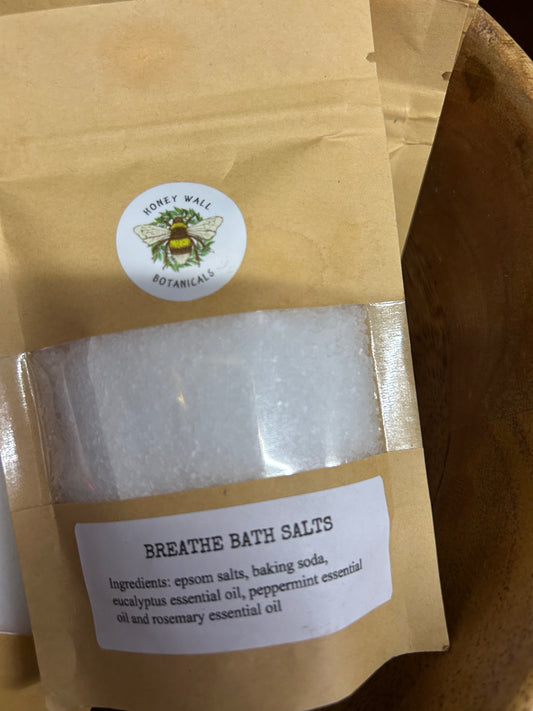 HONEY WALL
BOTANICALS
BREATHE BATH SALTS
Ingredients: epsom salts, baking soda,
eucalyptus essential oil, peppermint essential
oil and rosemary essential oil